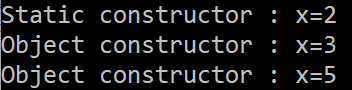 Static constructor : x=2
Object constructor : x=3
Object constructor : x=5